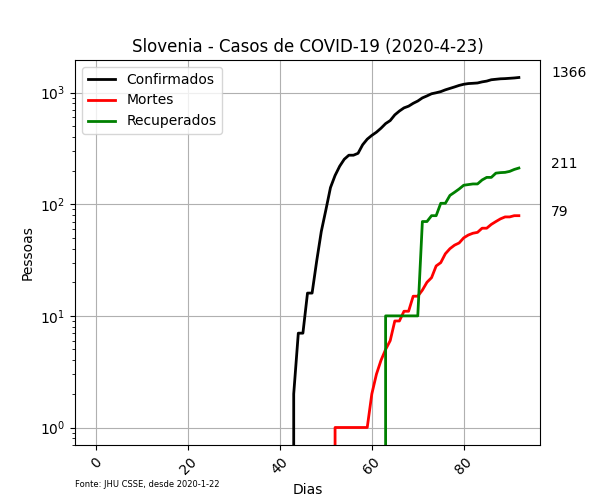 Slovenia - Casos de COVID-19 (2020-4-23)
Confirmados
Mortes
Recuperados
1366
211
79
10³
10²
10¹
10⁰
Pessoas
0
20
40
60
80
Dias
Fonte: JHU CSSE, desde 2020-1-22